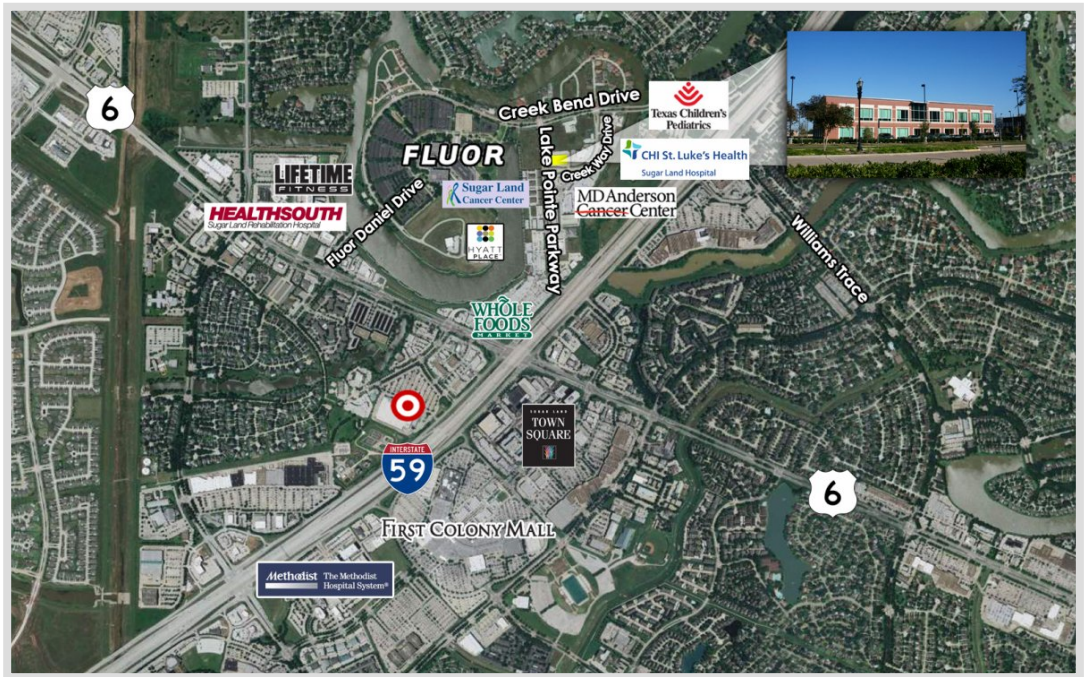 6
Creek Bend Drive
Texas Children's
Pediatrics
FLUOR
Lake Pointe Parkway
Creek Way Drive
CHI St. Luke's Health
Sugar Land Hospital
LIFETIME
FITNESS
Sugar Land
Cancer Center
MDAnderson
Cancer Center
HEALTHSOUTH
Sugar Land Rehabilitation Hospital
Fluor Daniel Drive
HYATT
PLACE
Williams Trace
WHOLE
FOODS
MARKET
SUGAR LAND
TOWN
SQUARE
INTERSTATE
59
6
FIRST COLONY MALL
Methodist
The Methodist
Hospital System®